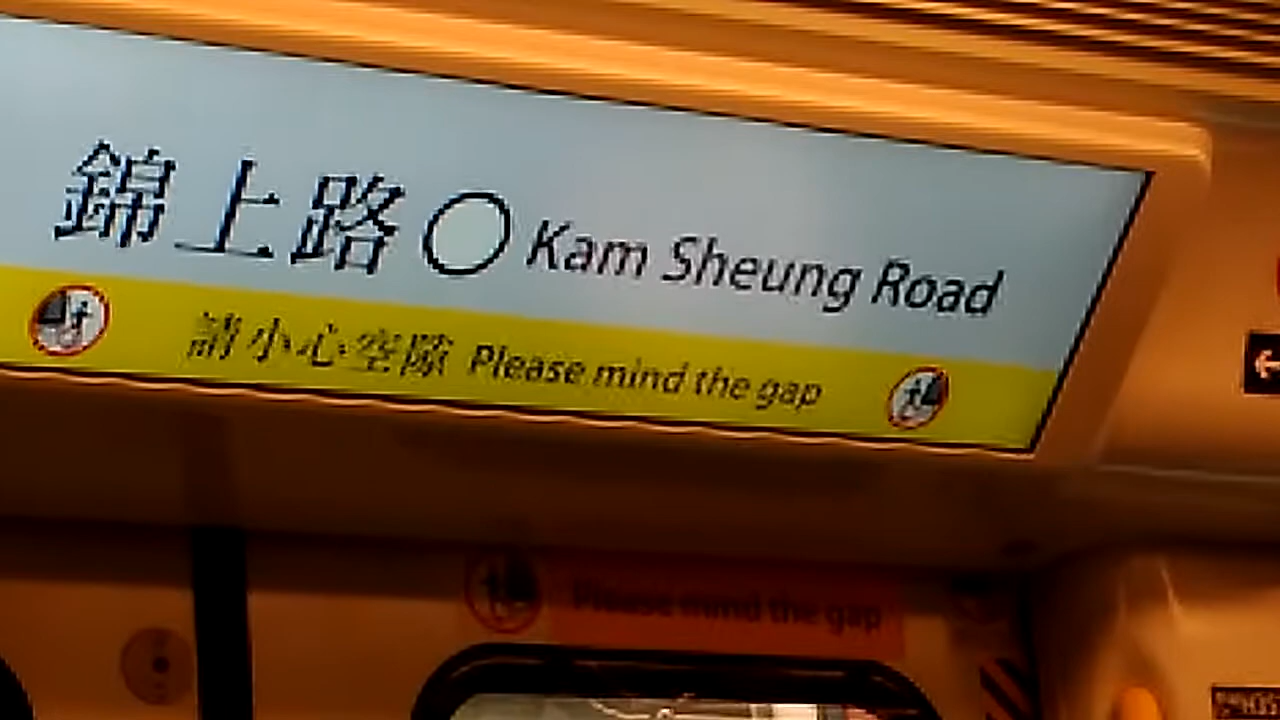 錦上路 Kam Sheung Road
請小心空隙 Please mind the gap
Please mind the gap